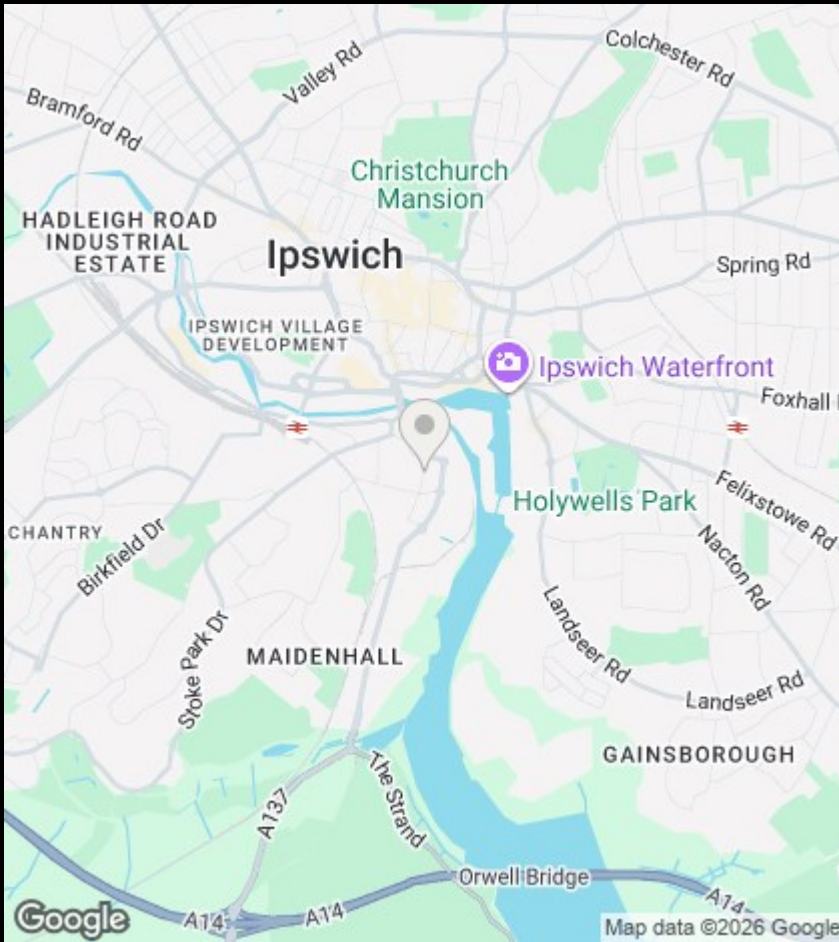 Colchester Rd
Valley Rd
Bramford Rd
Christchurch
Mansion
HADLEIGH ROAD
INDUSTRIAL
ESTATE
Ipswich
Spring Rd
IPSWICH VILLAGE
DEVELOPMENT
Ipswich Waterfront
Foxhall
Felixstowe Rd
Holywells Park
CHANTRY
Birkfield Dr
Nacton Rd
Stoke Park Dr
MAIDENHALL
Landseer Rd
Landseer Rd
GAINSBOROUGH
A137
The Strand
Orwell Bridge
A14
A14
A14
Google
Map data ©2026 Google